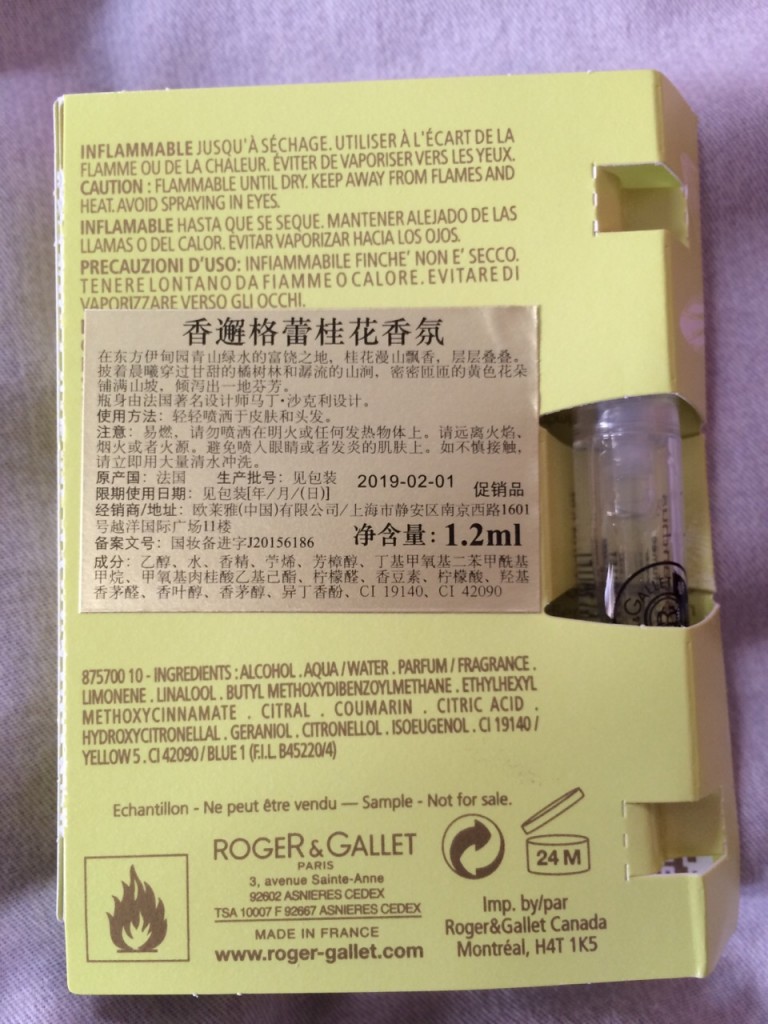 INFLAMMABLE JUSQU'À SÉCHAGE. UTILISER À L'ÉCART DE LA
FLAMME OU DE LA CHALEUR. ÉVITER DE VAPORISER VERS LES YEUX.
CAUTION : FLAMMABLE UNTIL DRY. KEEP AWAY FROM FLAMES AND
HEAT. AVOID SPRAYING IN EYES.
INFLAMABLE HASTA QUE SE SEQUE. MANTENER ALEJADO DE LAS
LLAMAS O DEL CALOR. EVITAR VAPORIZAR HACIA LOS OJOS.
PRECAUZIONI D'USO: INFIAMMABILE FINCHE' NON E' SECCO.
TENERE LONTANO DA FIAMME O CALORE. EVITARE DI
VAPORIZZARE VERSO GLI OCCHI.
香邂格蕾桂花香氛
在东方伊甸园青山绿水的富饶之地，桂花漫山飘香，层层叠叠。
披着晨曦穿过甘甜的橘树林和潺流的山涧，密密匝匝的黄色花朵
铺满山坡，倾泻出一地芬芳。
瓶身由法国著名设计师马丁·沙克利设计。
使用方法：轻轻喷洒于皮肤和头发。
注意：易燃，请勿喷洒在明火或任何发热物体上。请远离火焰、
烟火或者火源。避免喷入眼睛或者发炎的肌肤上。如不慎接触，
请立即用大量清水冲洗。
原产国：法国 生产批号：见包装 2019-02-01
限期使用日期：见包装[年/月/(日)] 促销品
经销商/地址：欧莱雅(中国)有限公司/上海市静安区南京西路1601
号越洋国际广场11楼 净含量：1.2ml
备案文号：国妆备进字J20156186
成分：乙醇、水、香精、苧烯、芳樟醇、丁基甲氧基二苯甲酰基
甲烷、甲氧基肉桂酸乙基己酯、柠檬醛、香豆素、柠檬酸、羟基
香茅醛、香叶醇、香茅醇、异丁香酚、CI 19140、CI 42090
875700 10 - INGREDIENTS : ALCOHOL . AQUA / WATER . PARFUM / FRAGRANCE .
LIMONENE . LINALOOL . BUTYL METHOXYDIBENZOYLMETHANE . ETHYLHEXYL
METHOXYCINNAMATE . CITRAL . COUMARIN . CITRIC ACID .
HYDROXYCITRONELLAL . GERANIOL . CITRONELLOL . ISOEUGENOL . CI 19140 /
YELLOW 5 . CI 42090 / BLUE 1 (F.I.L. B45220/4)
Echantillon - Ne peut être vendu — Sample - Not for sale.
ROGER & GALLET
PARIS
3, avenue Sainte-Anne
92602 ASNIERES CEDEX
TSA 10007 F 92667 ASNIERES CEDEX
MADE IN FRANCE
www.roger-gallet.com
24 M
Imp. by/par
Roger&Gallet Canada
Montréal, H4T 1K5